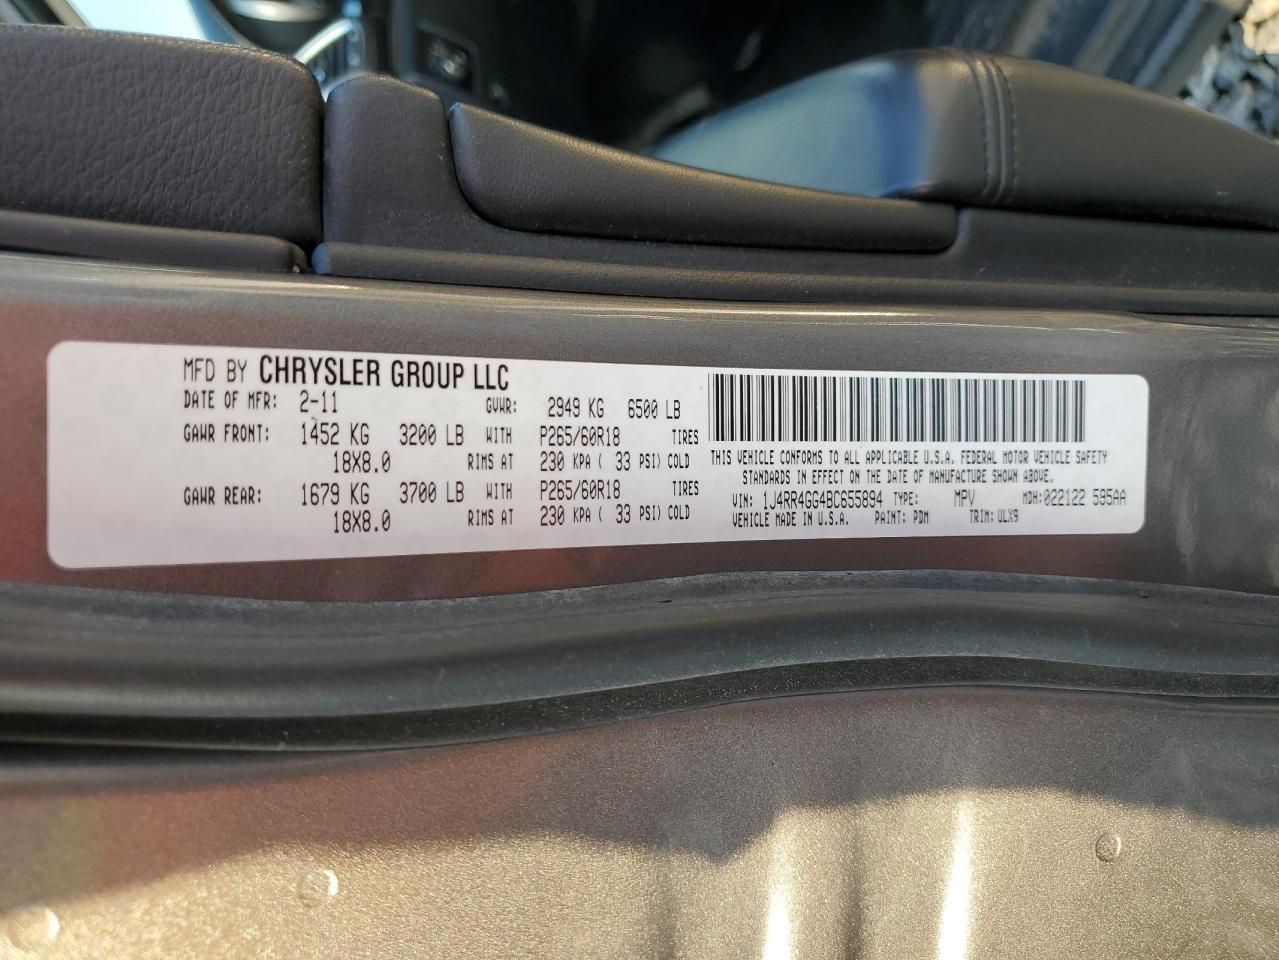 MFD BY CHRYSLER GROUP LLC
DATE OF MFR: 2-11 GVWR: 2949 KG 6500 LB
GAWR FRONT: 1452 KG 3200 LB WITH P265/60R18 TIRES
18X8.0 RIMS AT 230 KPA ( 33 PSI) COLD
GAWR REAR: 1679 KG 3700 LB WITH P265/60R18 TIRES
18X8.0 RIMS AT 230 KPA ( 33 PSI) COLD
THIS VEHICLE CONFORMS TO ALL APPLICABLE U.S.A. FEDERAL MOTOR VEHICLE SAFETY
STANDARDS IN EFFECT ON THE DATE OF MANUFACTURE SHOWN ABOVE.
VIN: 1J4RR4GG4BC655894 TYPE: MPV MDH: 022122 595AA
VEHICLE MADE IN U.S.A. PAINT: PDM TRIM: ULX9